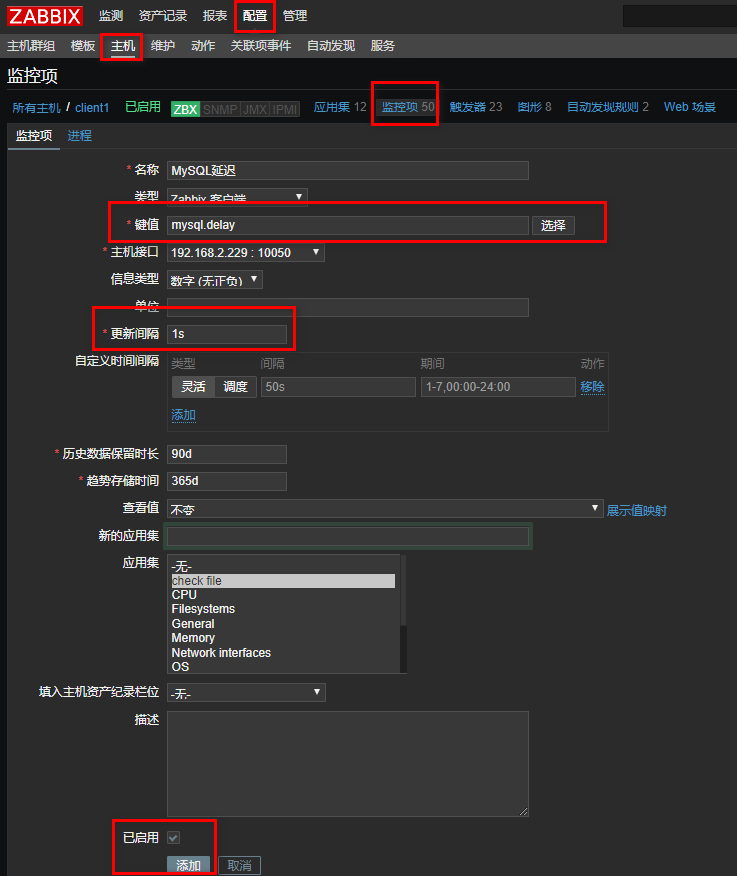 ZABBIX 监测 资产记录 报表 配置 管理
主机群组 模板 主机 维护 动作 关联项事件 自动发现 服务
监控项
所有主机 / client1 已启用 ZBX SNMP JMX IPMI 应用集 12 监控项 50 触发器 23 图形 8 自动发现规则 2 Web 场景
监控项 进程
* 名称 MySQL延迟
类型 Zabbix 客户端
* 键值 mysql.delay 选择
* 主机接口 192.168.2.229 : 10050
信息类型 数字 (无正负)
单位
* 更新间隔 1s
自定义时间间隔 类型 间隔 期间 动作
灵活 调度 50s 1-7,00:00-24:00 移除
添加
* 历史数据保留时长 90d
* 趋势存储时间 365d
查看值 不变 展示值映射
新的应用集
应用集 -无-
check file
CPU
Filesystems
General
Memory
Network interfaces
OS
填入主机资产纪录栏位 -无-
描述
已启用
添加 取消